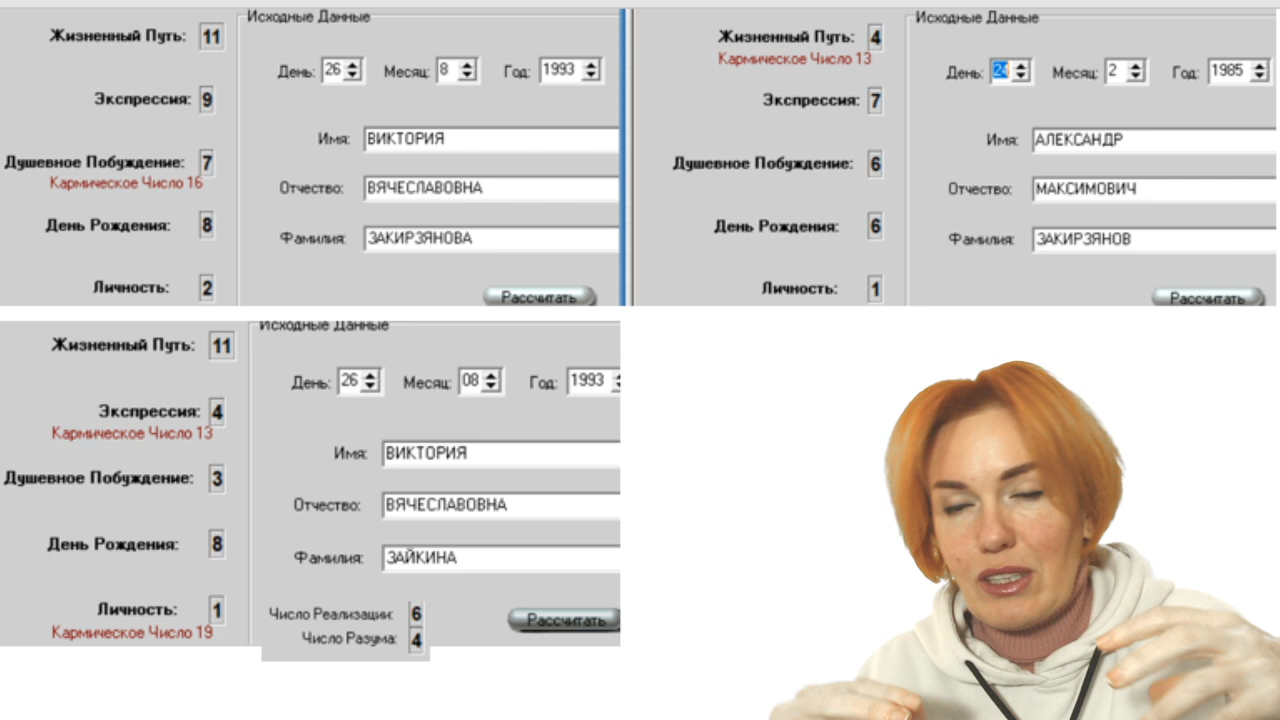 Исходные Данные
Жизненный Путь: 11
День: 26 Месяц: 8 Год: 1993
Экспрессия: 9
Имя: ВИКТОРИЯ
Душевное Побуждение: 7
Кармическое Число 16
Отчество: ВЯЧЕСЛАВОВНА
День Рождения: 8
Фамилия: ЗАКИРЗЯНОВА
Личность: 2
Рассчитать
Исходные Данные
Жизненный Путь: 4
Кармическое Число 13
День: 24 Месяц: 2 Год: 1985
Экспрессия: 7
Имя: АЛЕКСАНДР
Душевное Побуждение: 6
Отчество: МАКСИМОВИЧ
День Рождения: 6
Фамилия: ЗАКИРЗЯНОВ
Личность: 1
Рассчитать
Исходные Данные
Жизненный Путь: 11
День: 26 Месяц: 08 Год: 1993
Экспрессия: 4
Кармическое Число 13
Имя: ВИКТОРИЯ
Душевное Побуждение: 3
Отчество: ВЯЧЕСЛАВОВНА
День Рождения: 8
Фамилия: ЗАЙКИНА
Личность: 1
Кармическое Число 19
Число Реализации: 6
Число Разума: 4
Рассчитать